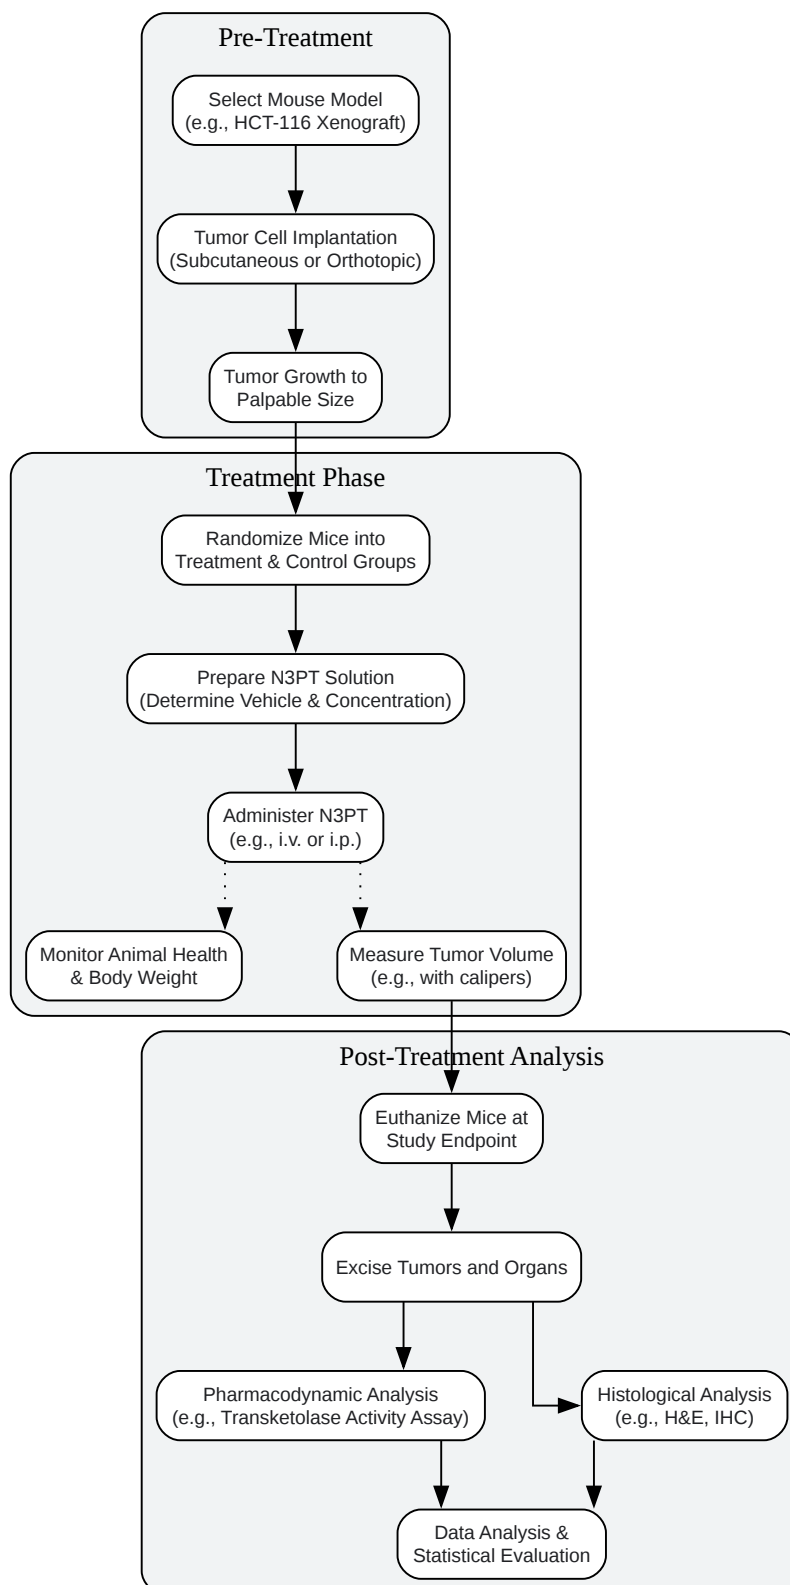 Pre-Treatment
Select Mouse Model
(e.g., HCT-116 Xenograft)
Tumor Cell Implantation
(Subcutaneous or Orthotopic)
Tumor Growth to
Palpable Size
Treatment Phase
Randomize Mice into
Treatment & Control Groups
Prepare N3PT Solution
(Determine Vehicle & Concentration)
Administer N3PT
(e.g., i.v. or i.p.)
Monitor Animal Health
& Body Weight
Measure Tumor Volume
(e.g., with calipers)
Post-Treatment Analysis
Euthanize Mice at
Study Endpoint
Excise Tumors and Organs
Pharmacodynamic Analysis
(e.g., Transketolase Activity Assay)
Histological Analysis
(e.g., H&E, IHC)
Data Analysis &
Statistical Evaluation